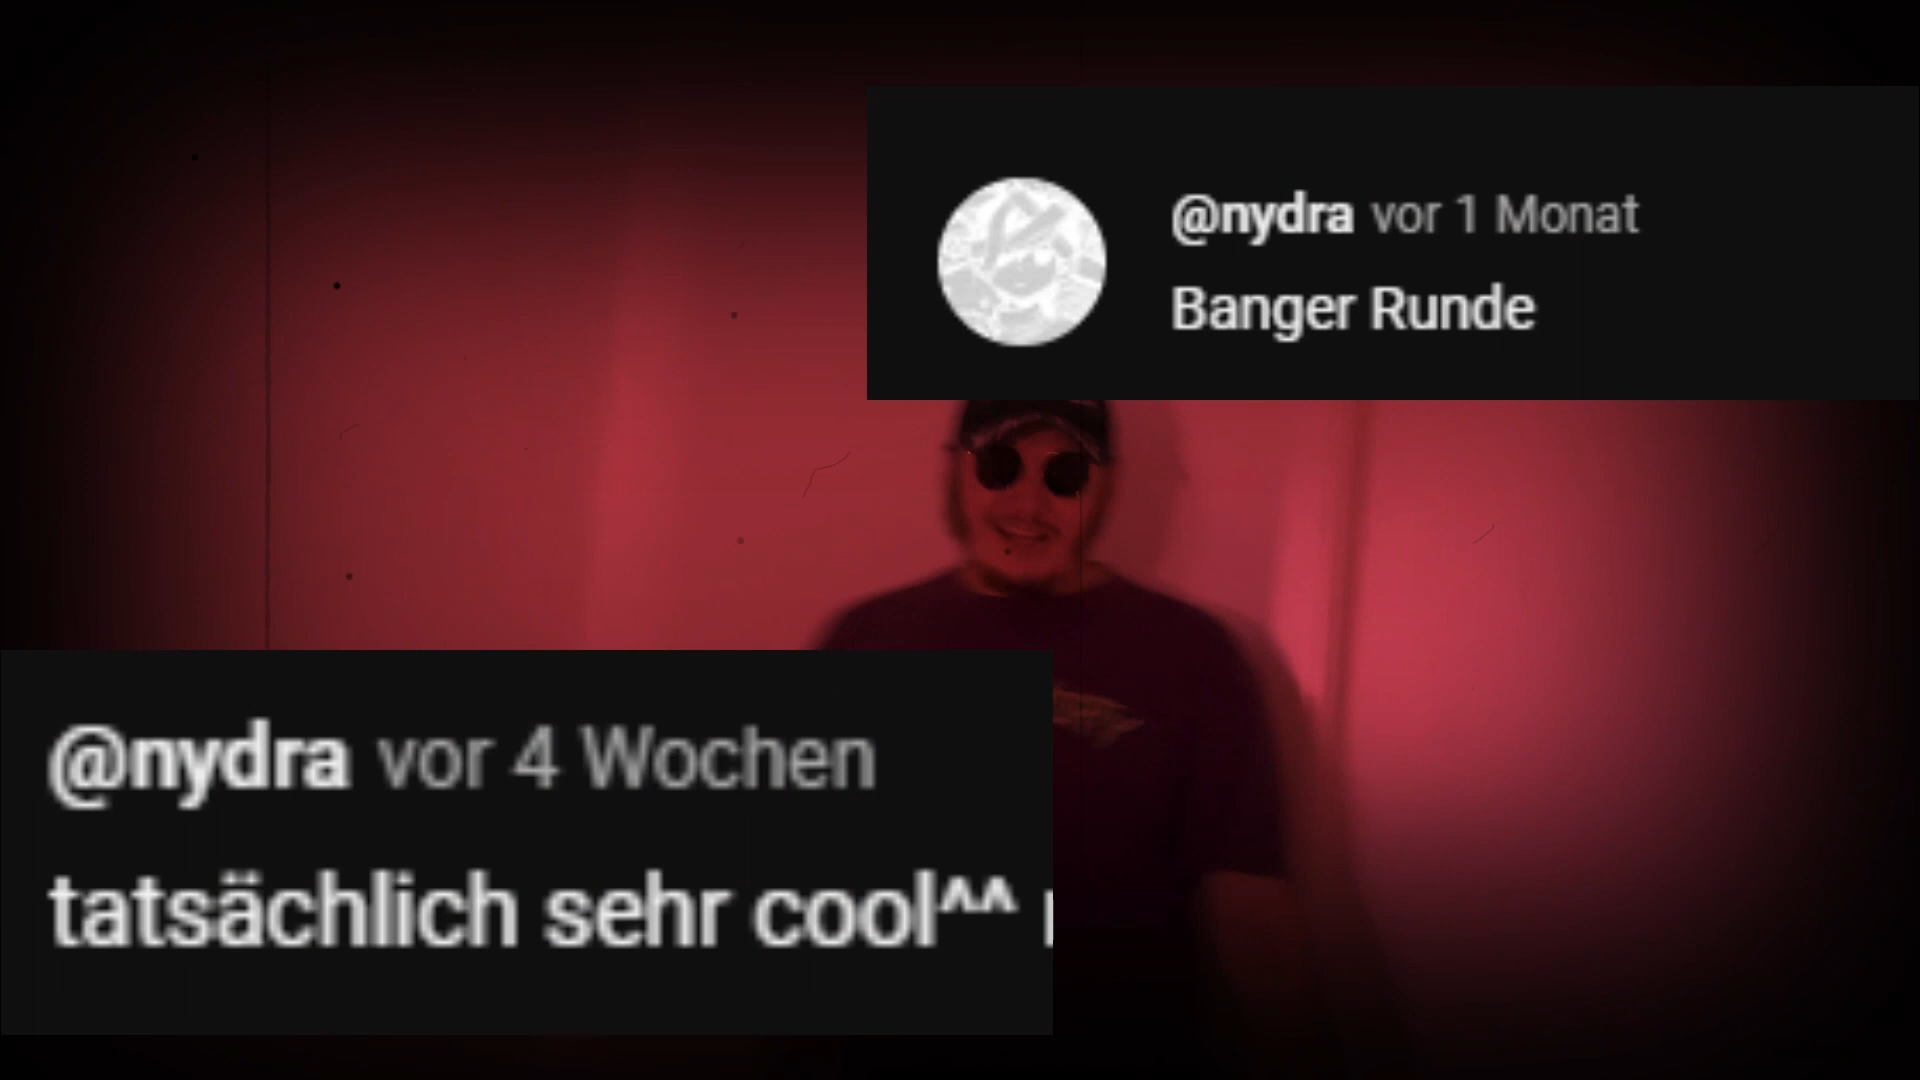 @nydra vor 1 Monat
Banger Runde
@nydra vor 4 Wochen
tatsächlich sehr cool^^